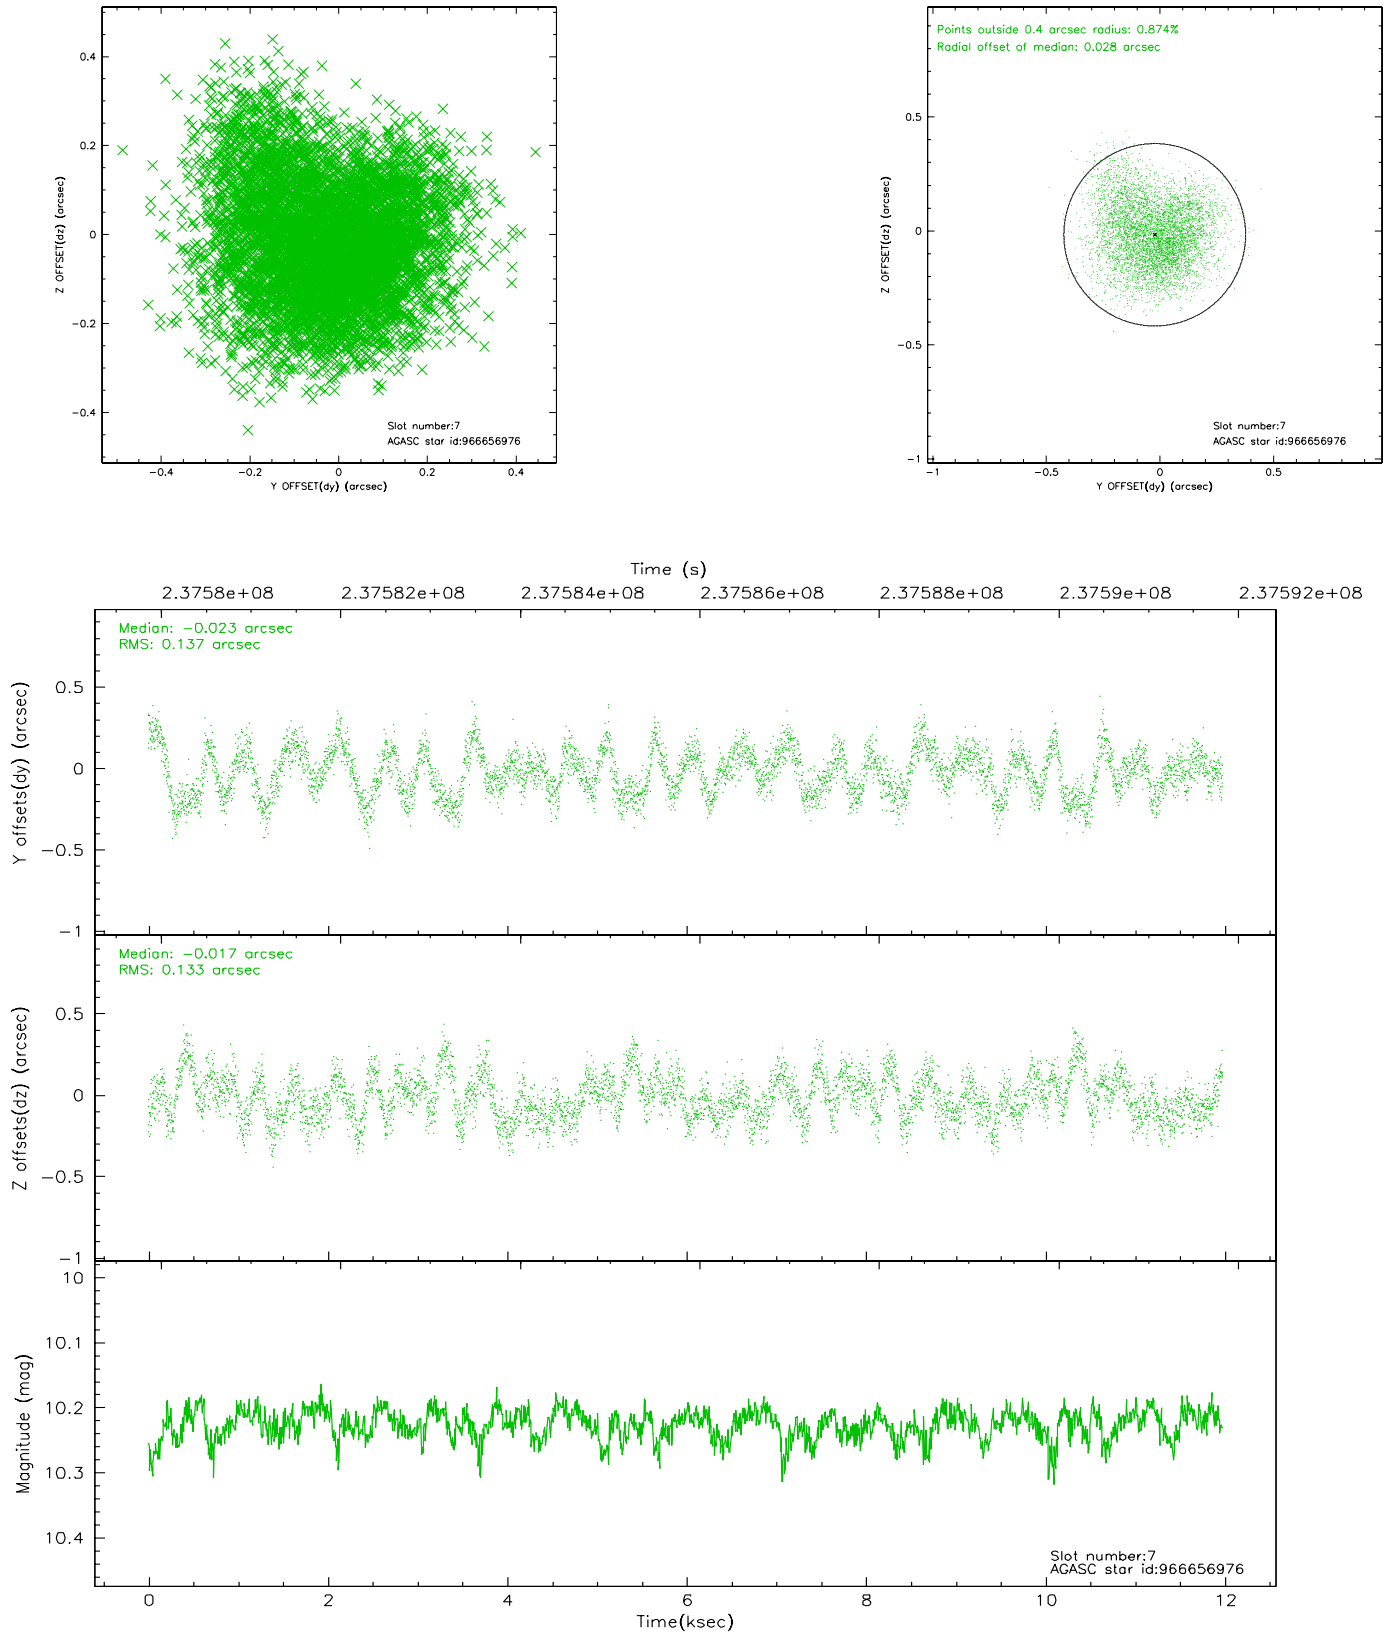 0.4
0.2
0
-0.2
-0.4
Z OFFSET(dz) (arcsec)
Slot number:7
AGASC star id:966656976
-0.4 -0.2 0 0.2 0.4
Y OFFSET(dy) (arcsec)
Points outside 0.4 arcsec radius: 0.874%
Radial offset of median: 0.028 arcsec
0.5
0
-0.5
-1
Z OFFSET(dz) (arcsec)
Slot number:7
AGASC star id:966656976
-1 -0.5 0 0.5
Y OFFSET(dy) (arcsec)
Time (s)
2.3758e+08 2.37582e+08 2.37584e+08 2.37586e+08 2.37588e+08 2.3759e+08 2.37592e+08
Median: -0.023 arcsec
RMS: 0.137 arcsec
0.5
0
-0.5
-1
Y offsets(dy) (arcsec)
Median: -0.017 arcsec
RMS: 0.133 arcsec
0.5
0
-0.5
-1
Z offsets(dz) (arcsec)
10
10.1
10.2
10.3
10.4
Magnitude (mag)
Slot number:7
AGASC star id:966656976
0 2 4 6 8 10 12
Time(ksec)